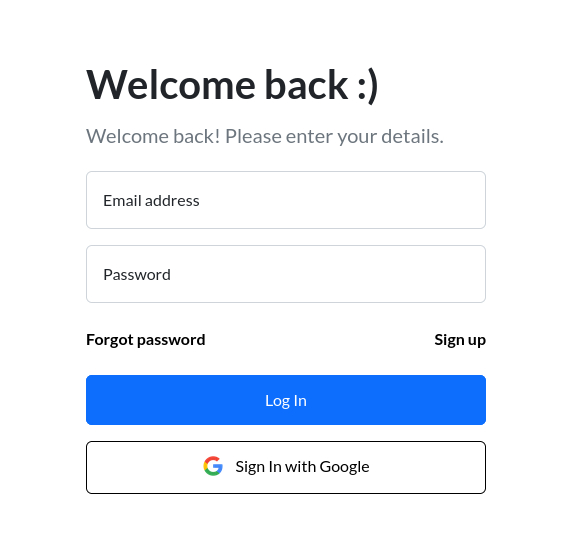 Welcome back :)
Welcome back! Please enter your details.
Email address
Password
Forgot password Sign up
Log In
Sign In with Google